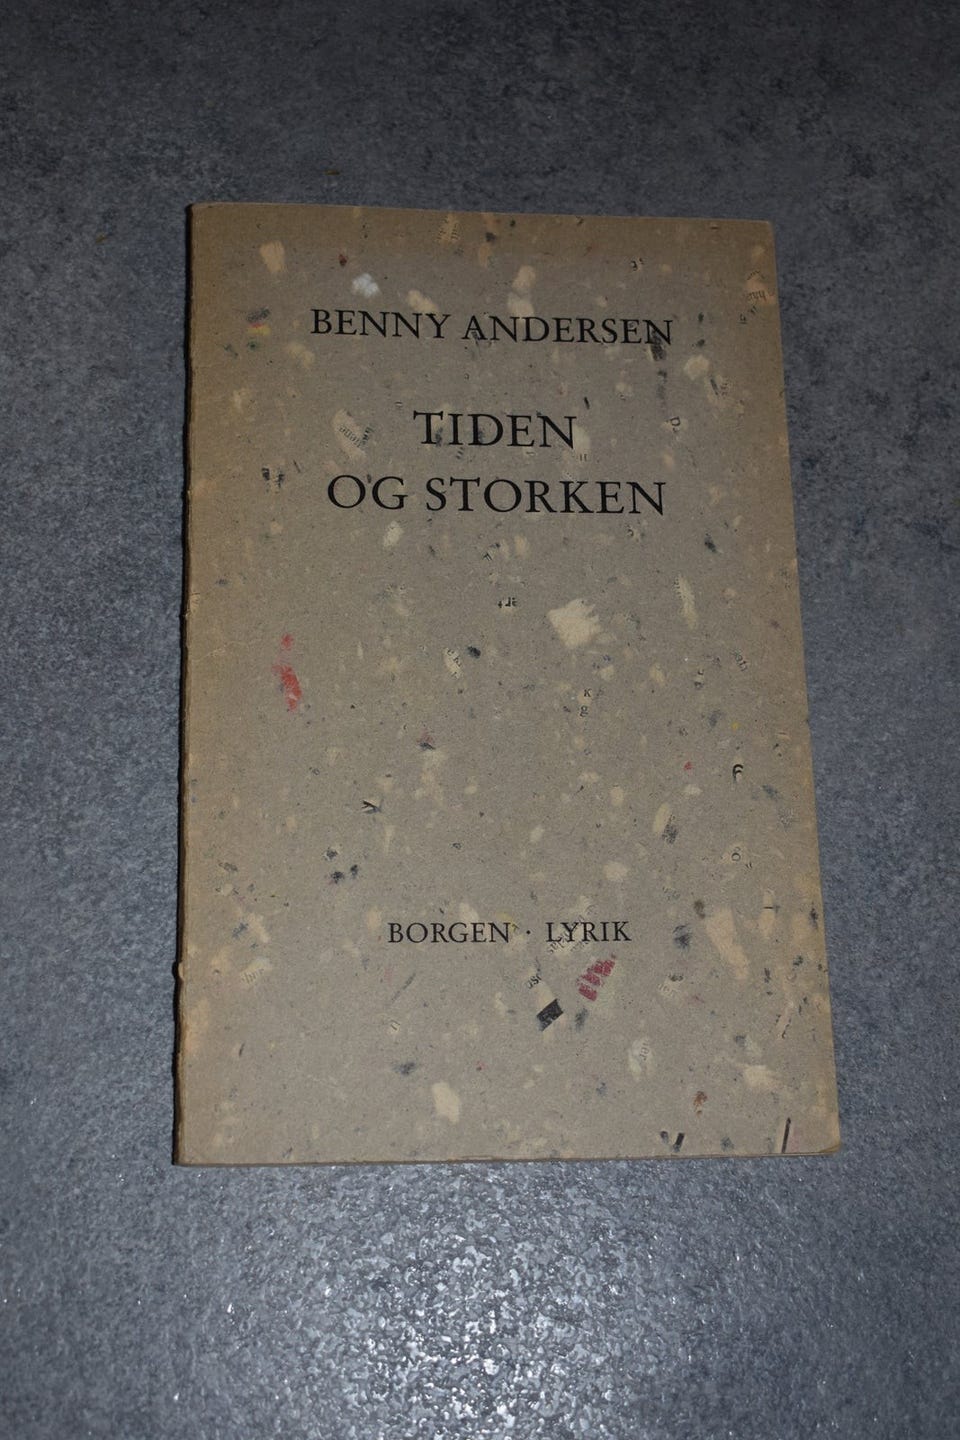 BENNY ANDERSEN
TIDEN
OG STORKEN
BORGEN · LYRIK